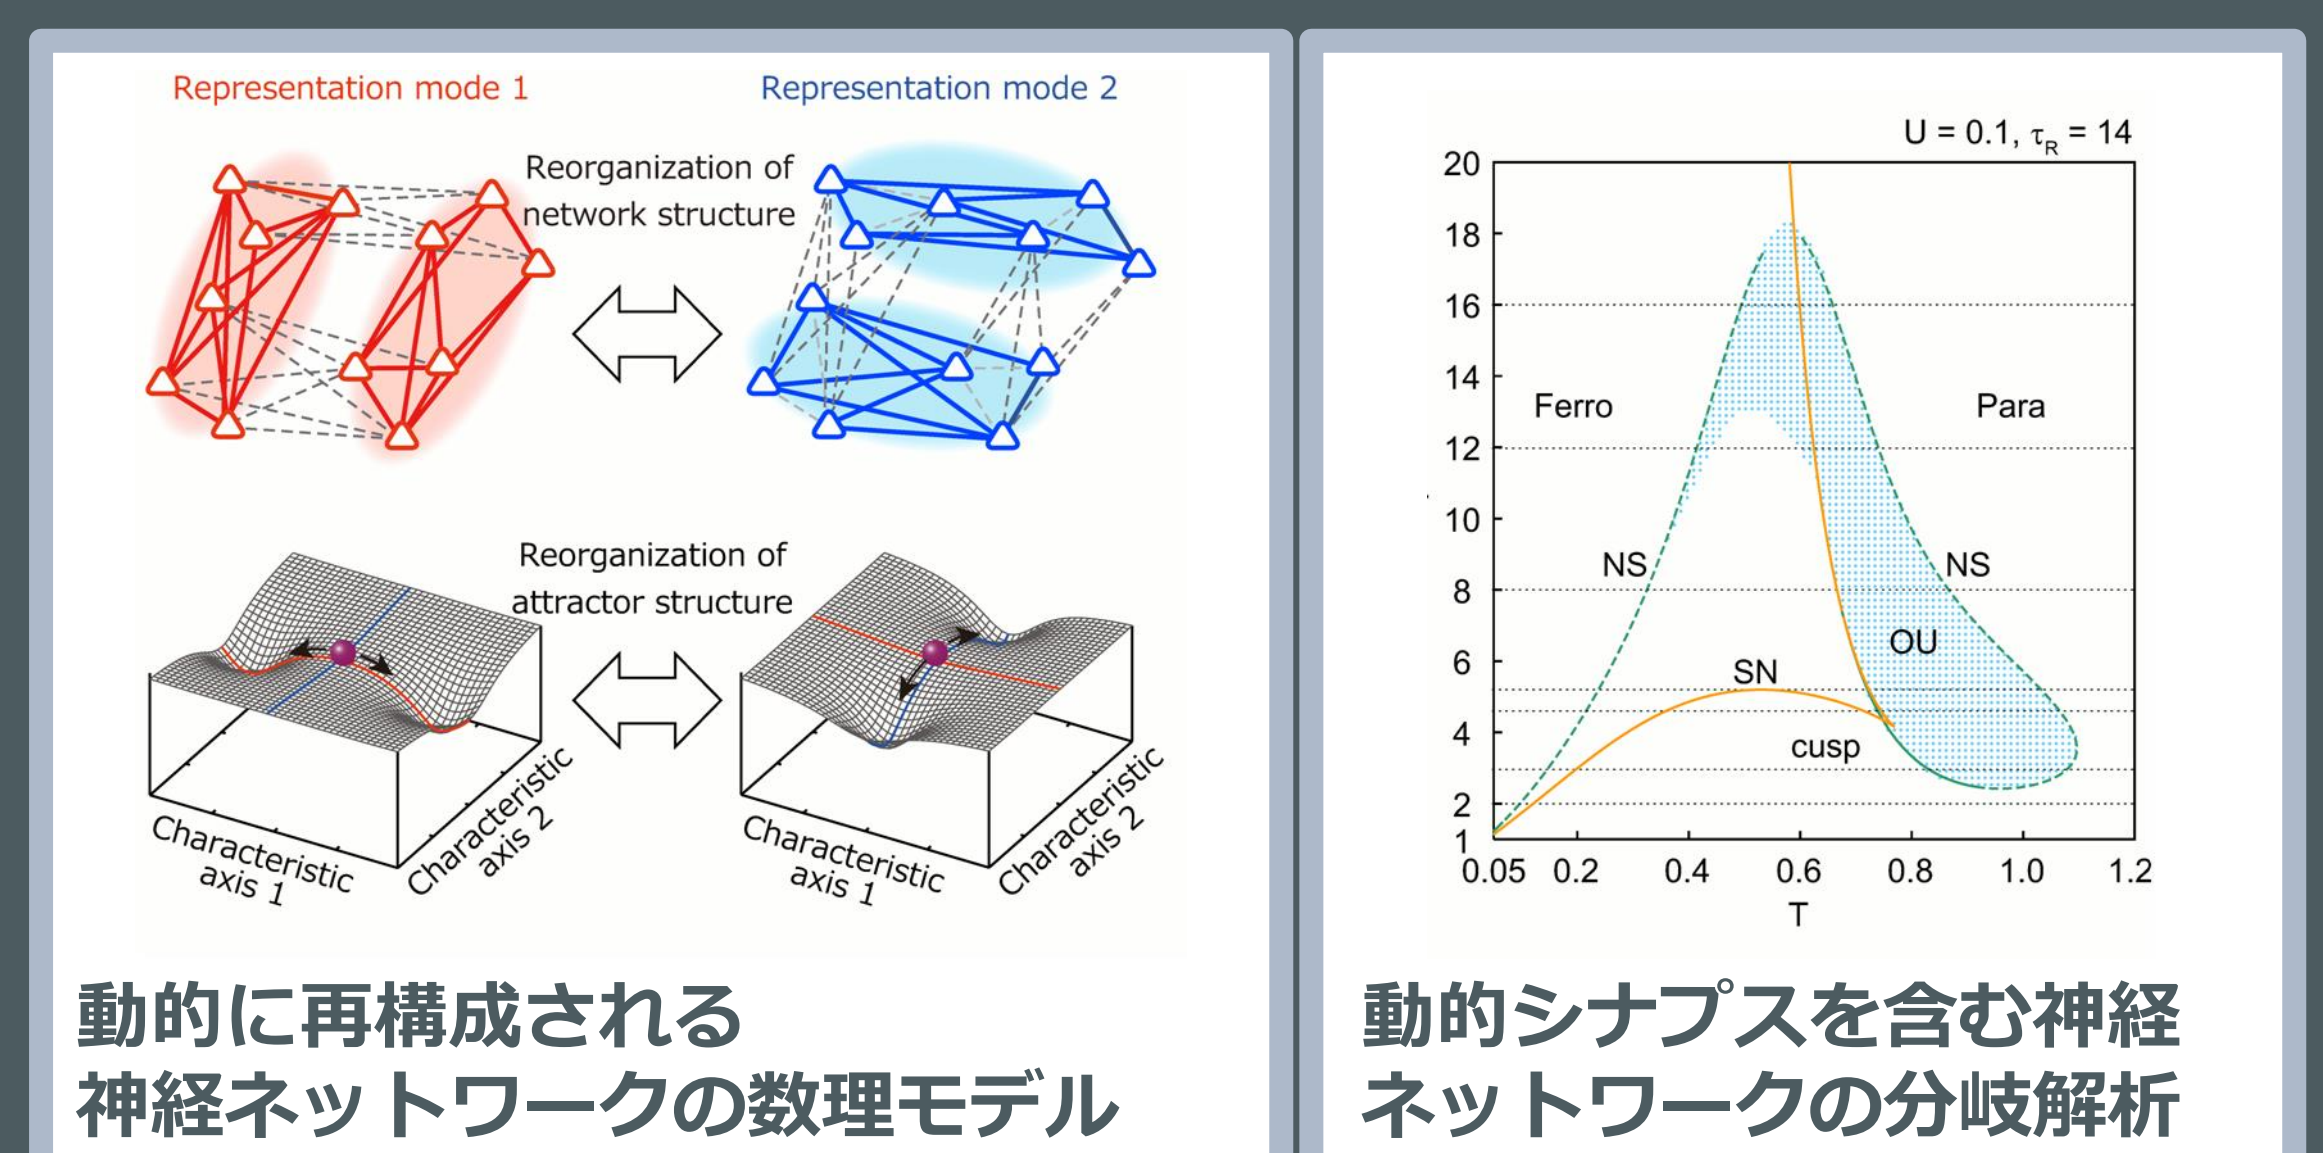 Representation mode 1
Representation mode 2
Reorganization of
network structure
Reorganization of
attractor structure
Characteristic
axis 1
Characteristic
axis 2
Characteristic
axis 1
Characteristic
axis 2
動的に再構成される
神経ネットワークの数理モデル
U = 0.1, τR = 14
20
18
16
14
12
10
8
6
4
2
1
Ferro
Para
NS
NS
OU
SN
cusp
0.05 0.2 0.4 0.6 0.8 1.0 1.2
T
動的シナプスを含む神経
ネットワークの分岐解析